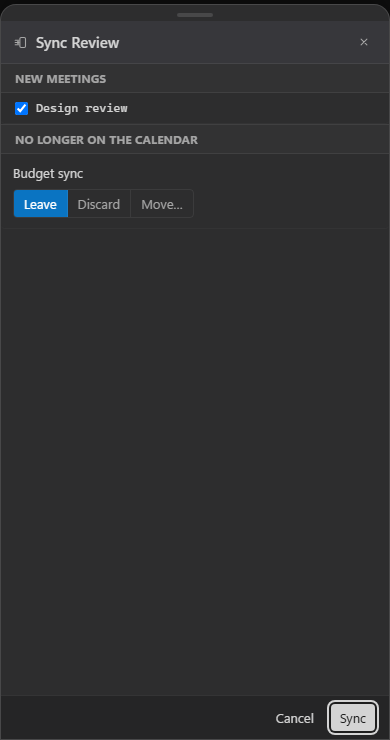 Sync Review
NEW MEETINGS
Design review
NO LONGER ON THE CALENDAR
Budget sync
Leave Discard Move...
Cancel Sync